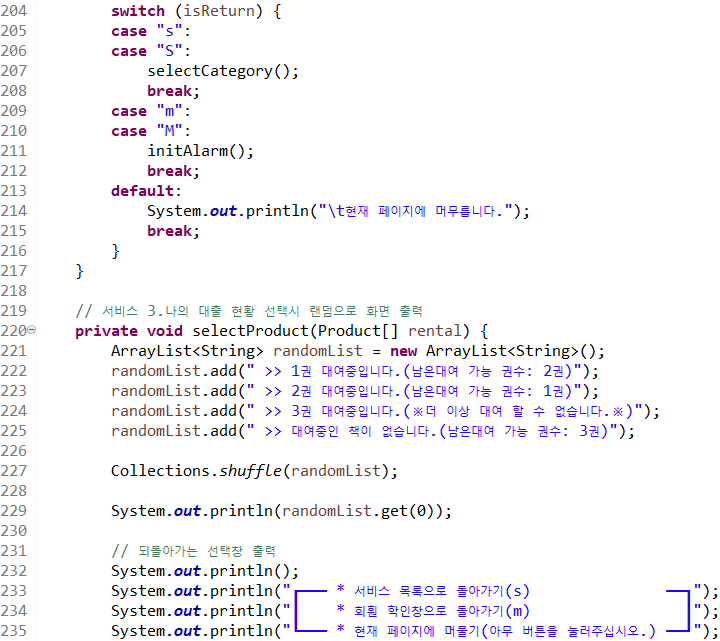 204 switch (isReturn) {
205 case "s":
206 case "S":
207 selectCategory();
208 break;
209 case "m":
210 case "M":
211 initAlarm();
212 break;
213 default:
214 System.out.println("\t현재 페이지에 머무릅니다.");
215 break;
216 }
217 }
218
219 // 서비스 3.나의 대출 현황 선택시 랜덤으로 화면 출력
220 private void selectProduct(Product[] rental) {
221 ArrayList<String> randomList = new ArrayList<String>();
222 randomList.add(" >> 1권 대여중입니다.(남은대여 가능 권수: 2권)");
223 randomList.add(" >> 2권 대여중입니다.(남은대여 가능 권수: 1권)");
224 randomList.add(" >> 3권 대여중입니다.(※더 이상 대여 할 수 없습니다.※)");
225 randomList.add(" >> 대여중인 책이 없습니다.(남은대여 가능 권수: 3권)");
226
227 Collections.shuffle(randomList);
228
229 System.out.println(randomList.get(0));
230
231 // 되돌아가는 선택창 출력
232 System.out.println();
233 System.out.println("┏━━ * 서비스 목록으로 돌아가기(s) ━━┓");
234 System.out.println("┃ * 회원 확인창으로 돌아가기(m) ┃");
235 System.out.println("┗━━ * 현재 페이지에 머물기(아무 버튼을 눌러주십시오.) ━━┛");